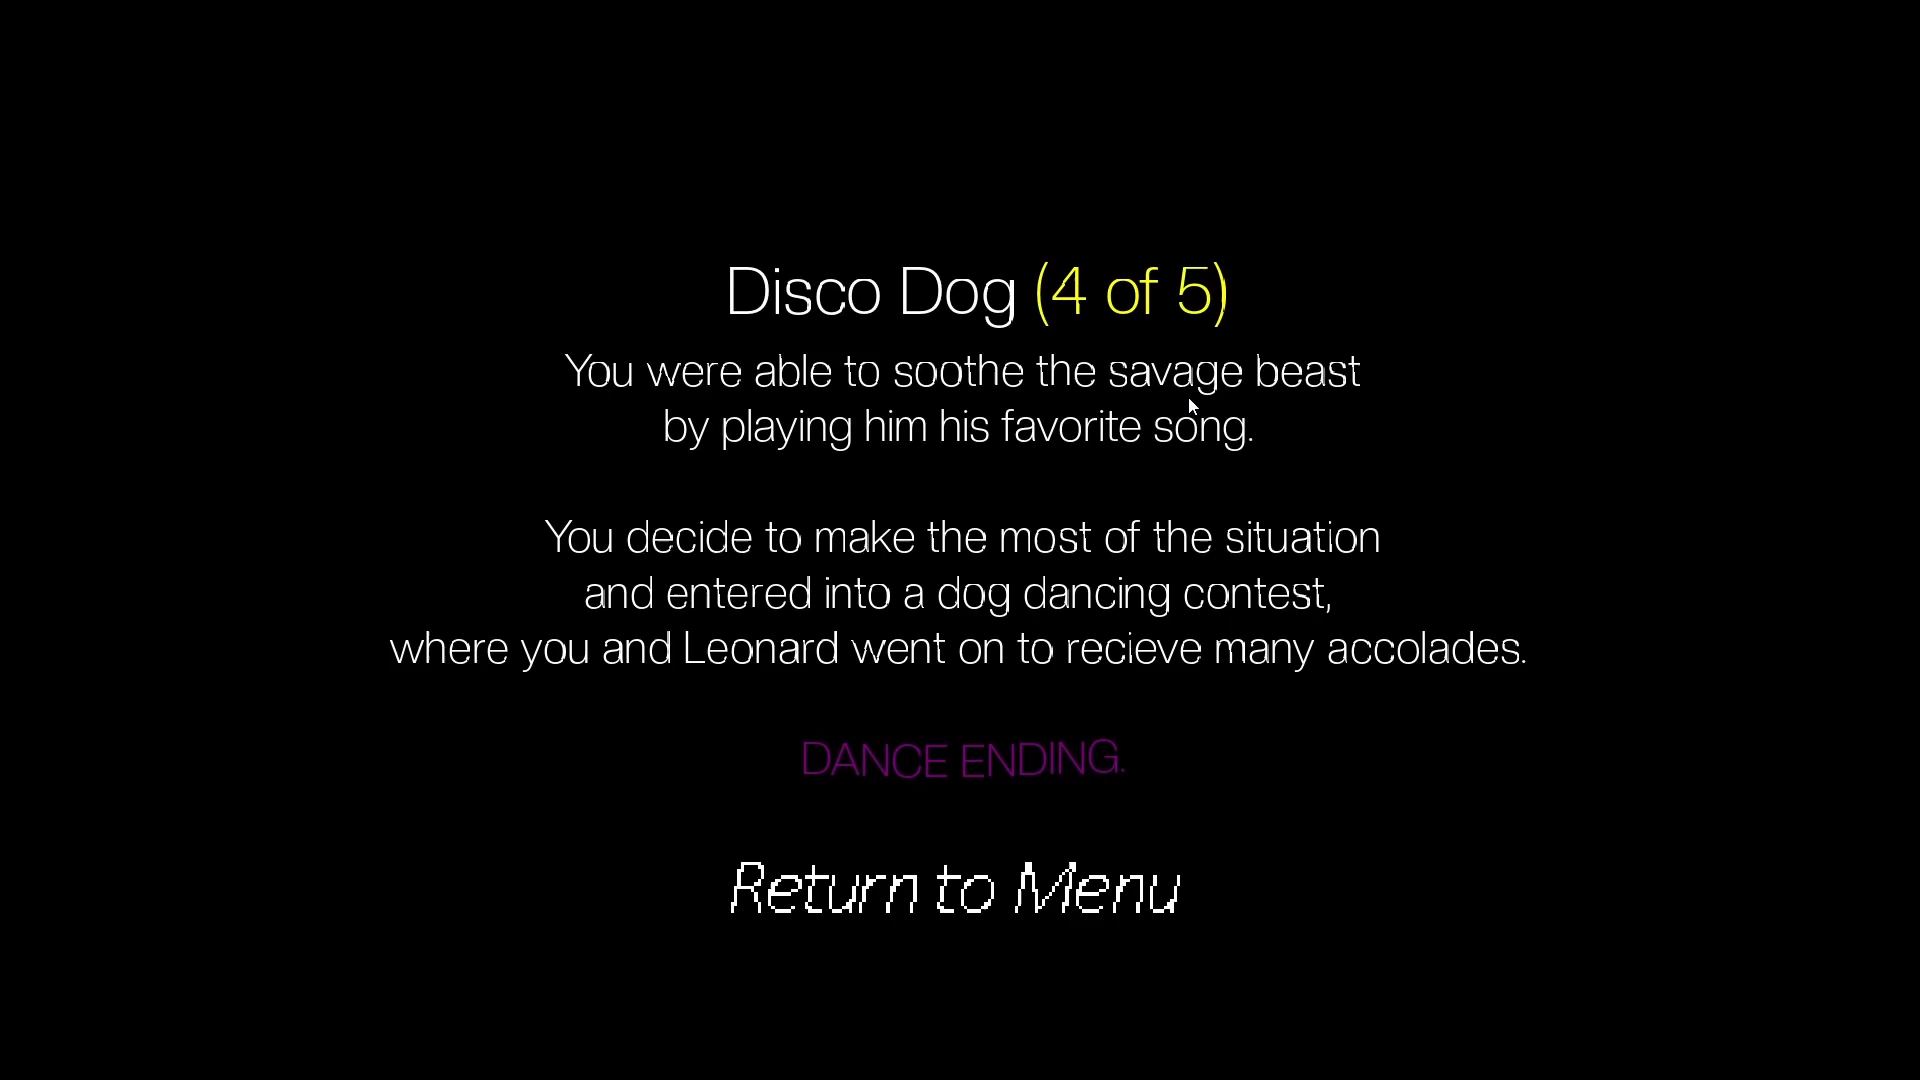 Disco Dog (4 of 5)
You were able to soothe the savage beast
by playing him his favorite song.
You decide to make the most of the situation
and entered into a dog dancing contest,
where you and Leonard went on to recieve many accolades.
DANCE ENDING.
Return to Menu